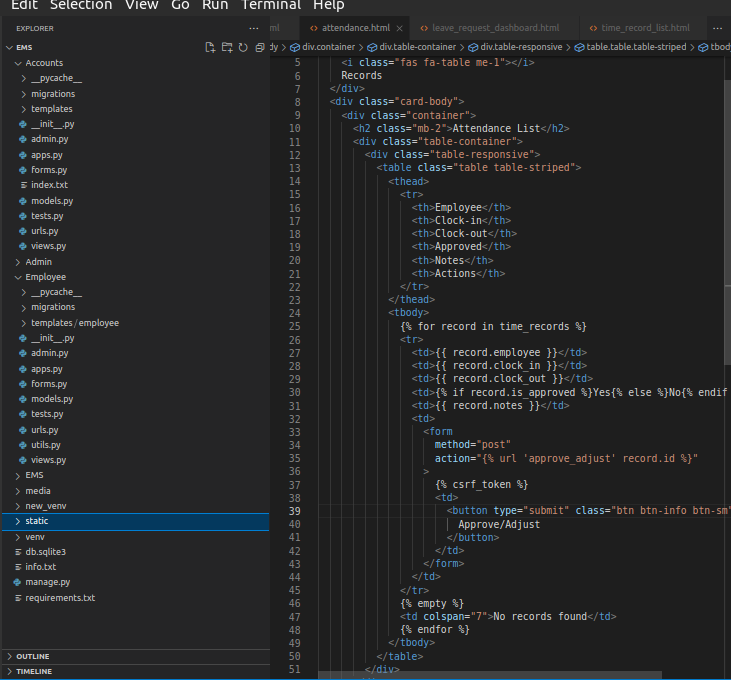 Edit Selection View Go Run Terminal Help
EXPLORER ...
EMS
Accounts
__pycache__
migrations
templates
__init__.py
admin.py
apps.py
forms.py
index.txt
models.py
tests.py
urls.py
views.py
Admin
Employee
__pycache__
migrations
templates/employee
__init__.py
admin.py
apps.py
forms.py
models.py
tests.py
urls.py
utils.py
views.py
EMS
media
new_venv
static
venv
db.sqlite3
info.txt
manage.py
requirements.txt
OUTLINE
TIMELINE
ml <> attendance.html × <> leave_request_dashboard.html <> time_record_list.html ...
dy > div.container > div.table-container > div.table-responsive > table.table.table-striped > tbody
5 <i class="fas fa-table me-1"></i>
6 Records
7 </div>
8 <div class="card-body">
9 <div class="container">
10 <h2 class="mb-2">Attendance List</h2>
11 <div class="table-container">
12 <div class="table-responsive">
13 <table class="table table-striped">
14 <thead>
15 <tr>
16 <th>Employee</th>
17 <th>Clock-in</th>
18 <th>Clock-out</th>
19 <th>Approved</th>
20 <th>Notes</th>
21 <th>Actions</th>
22 </tr>
23 </thead>
24 <tbody>
25 {% for record in time_records %}
26 <tr>
27 <td>{{ record.employee }}</td>
28 <td>{{ record.clock_in }}</td>
29 <td>{{ record.clock_out }}</td>
30 <td>{% if record.is_approved %}Yes{% else %}No{% endif
31 <td>{{ record.notes }}</td>
32 <td>
33 <form
34 method="post"
35 action="{% url 'approve_adjust' record.id %}"
36 >
37 {% csrf_token %}
38 <td>
39 <button type="submit" class="btn btn-info btn-sm"
40 Approve/Adjust
41 </button>
42 </td>
43 </form>
44 </td>
45 </tr>
46 {% empty %}
47 <td colspan="7">No records found</td>
48 {% endfor %}
49 </tbody>
50 </table>
51 </div>